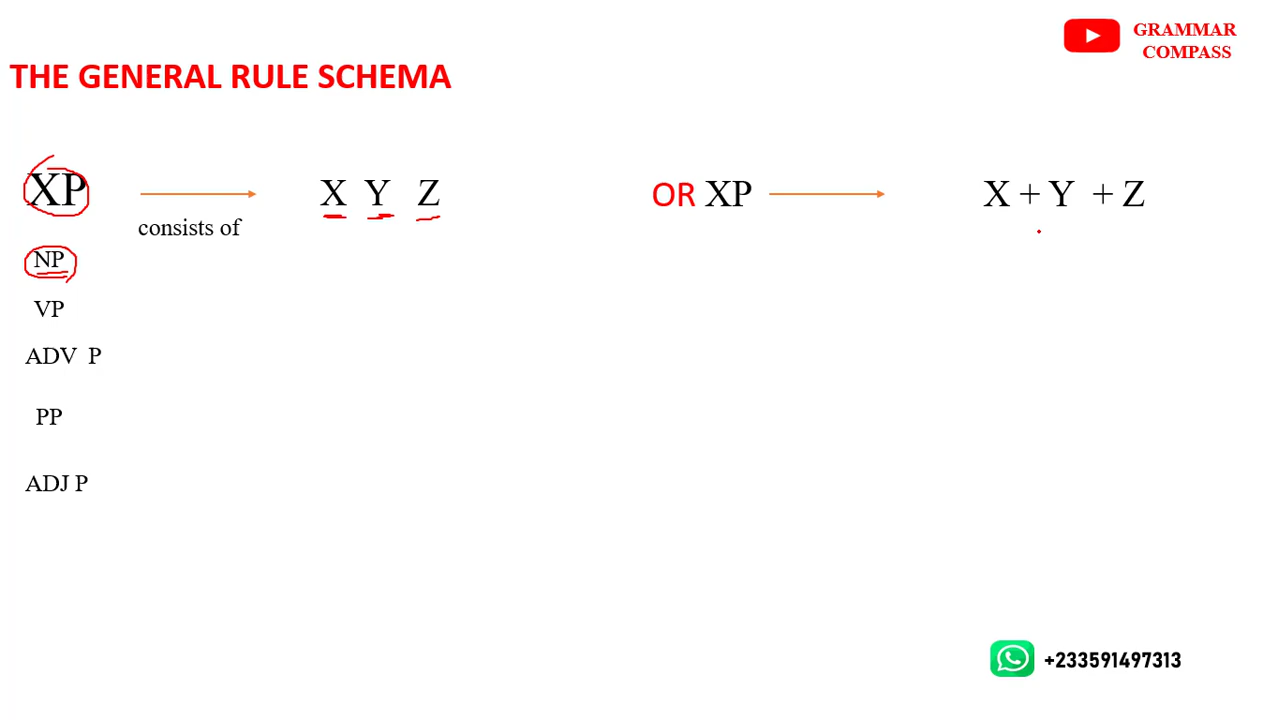 GRAMMAR
COMPASS
THE GENERAL RULE SCHEMA
XP → X Y Z OR XP → X + Y + Z
consists of
NP
VP
ADV P
PP
ADJ P
+233591497313